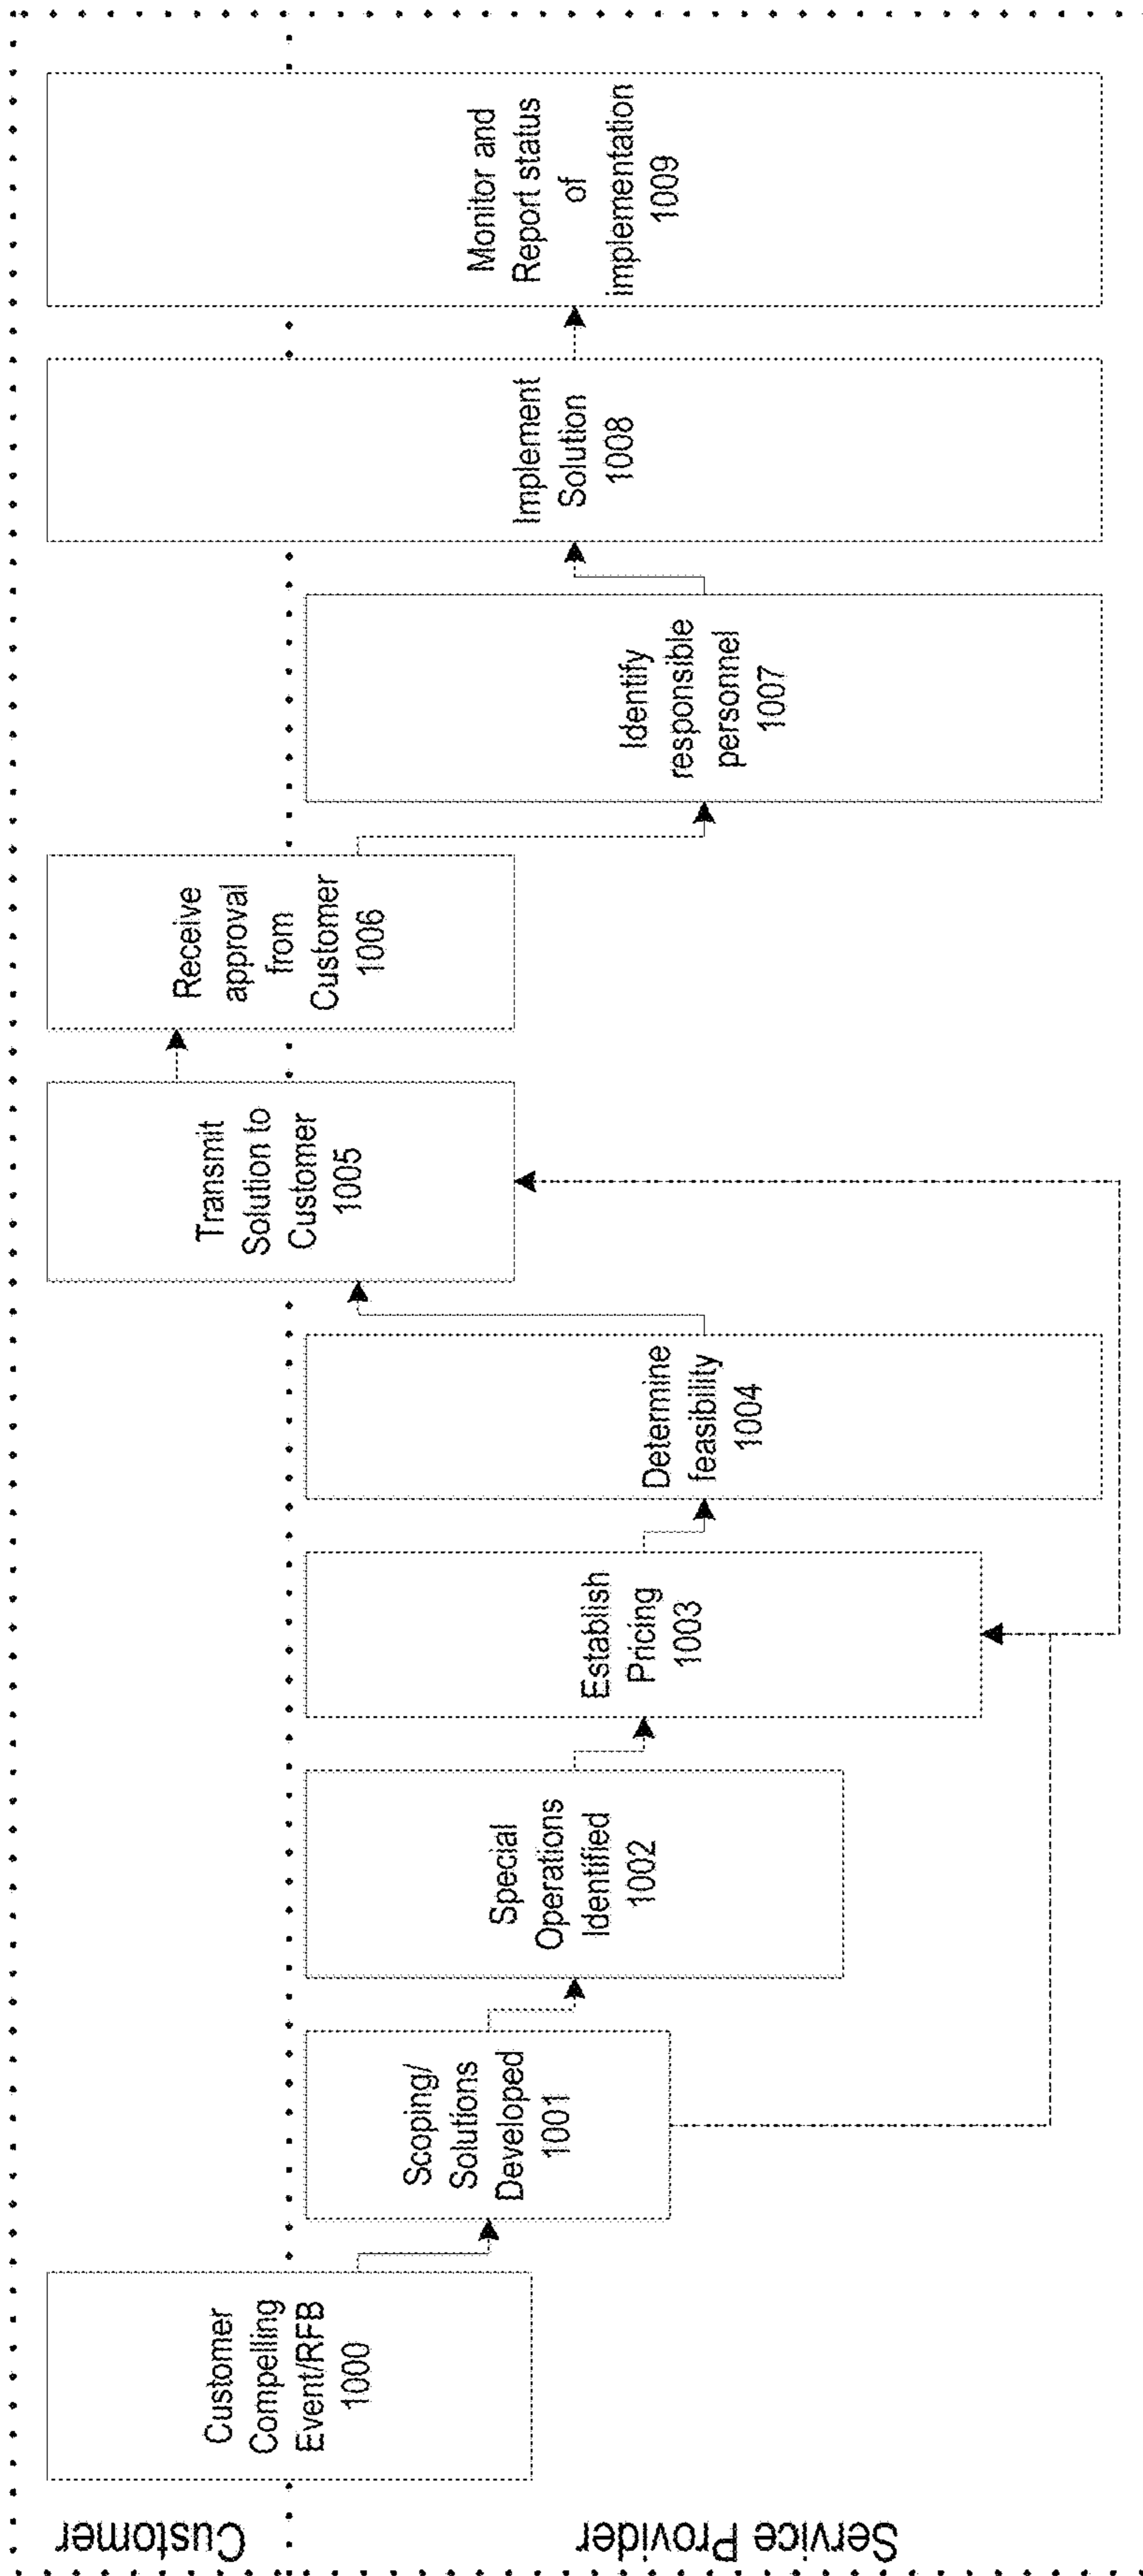 Customer
Service Provider
Customer
Compelling
Event/RFB
1000
Scoping/
Solutions
Developed
1001
Special
Operations
Identified
1002
Establish
Pricing
1003
Determine
feasibility
1004
Transmit
Solution to
Customer
1005
Receive
approval
from
Customer
1006
Identify
responsible
personnel
1007
Implement
Solution
1008
Monitor and
Report status
of
implementation
1009